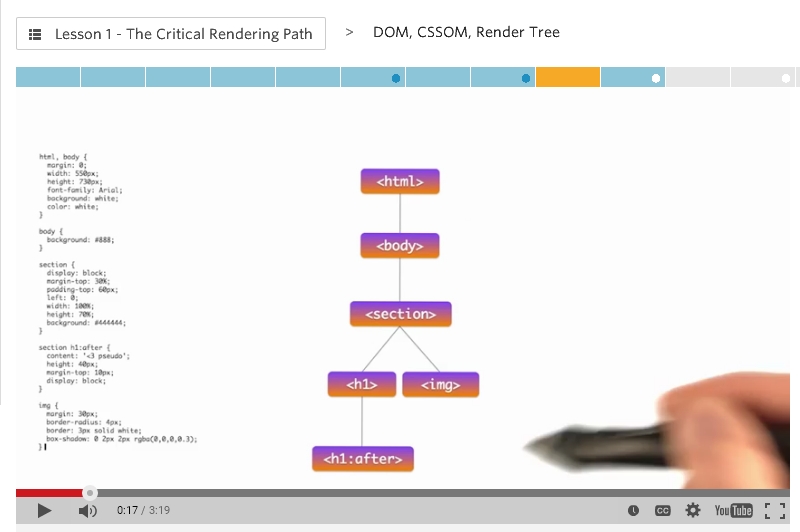 Lesson 1 - The Critical Rendering Path > DOM, CSSOM, Render Tree
html, body {
margin: 0;
width: 550px;
height: 730px;
font-family: Arial;
background: white;
color: white;
}
body {
background: #888;
}
section {
display: block;
margin-top: 30%;
padding-top: 60px;
left: 0;
width: 100%;
height: 70%;
background: #444444;
}
section h1:after {
content: '<3 pseudo';
height: 40px;
margin-top: 10px;
display: block;
}
img {
margin: 30px;
border-radius: 4px;
border: 3px solid white;
box-shadow: 0 2px 2px rgba(0,0,0,0.3);
}
<html>
<body>
<section>
<h1> <img>
<h1:after>
0:17 / 3:19
CC
YouTube